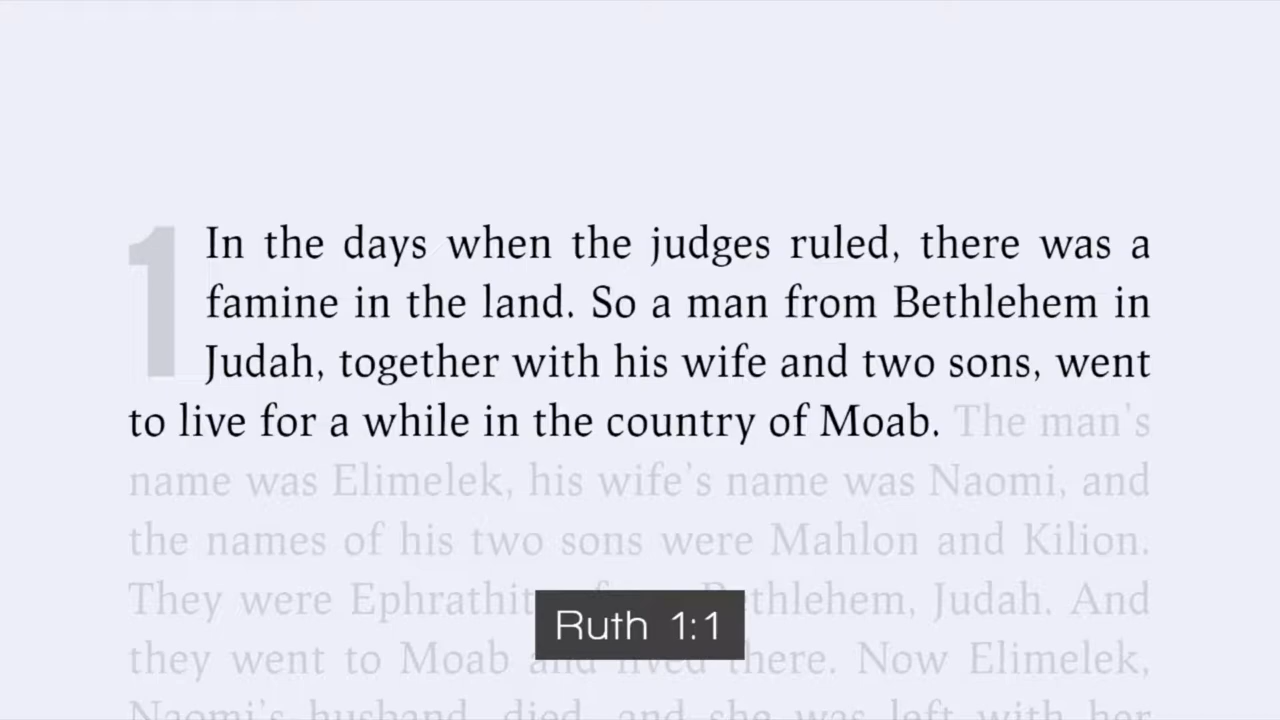 1
In the days when the judges ruled, there was a
famine in the land. So a man from Bethlehem in
Judah, together with his wife and two sons, went
to live for a while in the country of Moab. The man's
name was Elimelek, his wife's name was Naomi, and
the names of his two sons were Mahlon and Kilion.
They were Ephrathit thlehem, Judah. And
Ruth 1:1
they went to Moab and lived there. Now Elimelek,
Naomi's husband, died, and she was left with her